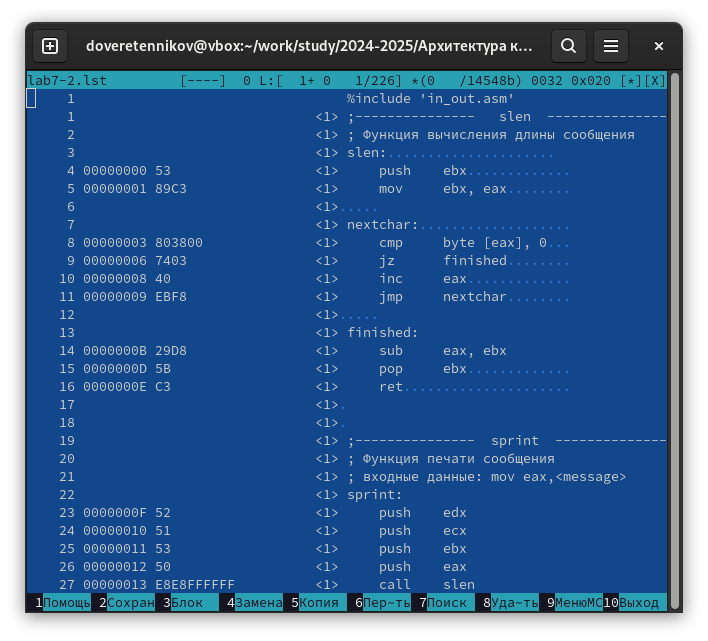 doveretennikov@vbox:~/work/study/2024-2025/Архитектура к...
lab7-2.lst [----] 0 L:[ 1+ 0 1/226] *(0 /14548b) 0032 0x020 [*][X]
1 %include 'in_out.asm'
1 <1> ;--------------- slen ---------------
2 <1> ; Функция вычисления длины сообщения
3 <1> slen:.....................
4 00000000 53 <1> push ebx.............
5 00000001 89C3 <1> mov ebx, eax........
6 <1>.....
7 <1> nextchar:...................
8 00000003 803800 <1> cmp byte [eax], 0...
9 00000006 7403 <1> jz finished........
10 00000008 40 <1> inc eax.............
11 00000009 EBF8 <1> jmp nextchar........
12 <1>.....
13 <1> finished:
14 0000000B 29D8 <1> sub eax, ebx
15 0000000D 5B <1> pop ebx.............
16 0000000E C3 <1> ret.....................
17 <1>.
18 <1>.
19 <1> ;--------------- sprint --------------
20 <1> ; Функция печати сообщения
21 <1> ; входные данные: mov eax,<message>
22 <1> sprint:
23 0000000F 52 <1> push edx
24 00000010 51 <1> push ecx
25 00000011 53 <1> push ebx
26 00000012 50 <1> push eax
27 00000013 E8E8FFFFFF <1> call slen
1Помощь 2Сохран 3Блок 4Замена 5Копия 6Пер~ть 7Поиск 8Уда~ть 9МенюMC 10Выход